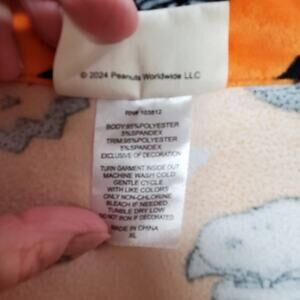 © 2024 Peanuts Worldwide LLC
RN# 103812
BODY:95%POLYESTER
5%SPANDEX
TRIM:95%POLYESTER
5%SPANDEX
EXCLUSIVE OF DECORATION
TURN GARMENT INSIDE OUT
MACHINE WASH COLD
GENTLE CYCLE
WITH LIKE COLORS
ONLY NON-CHLORINE
BLEACH IF NEEDED
TUMBLE DRY LOW
DO NOT IRON IF DECORATED
MADE IN CHINA
XL